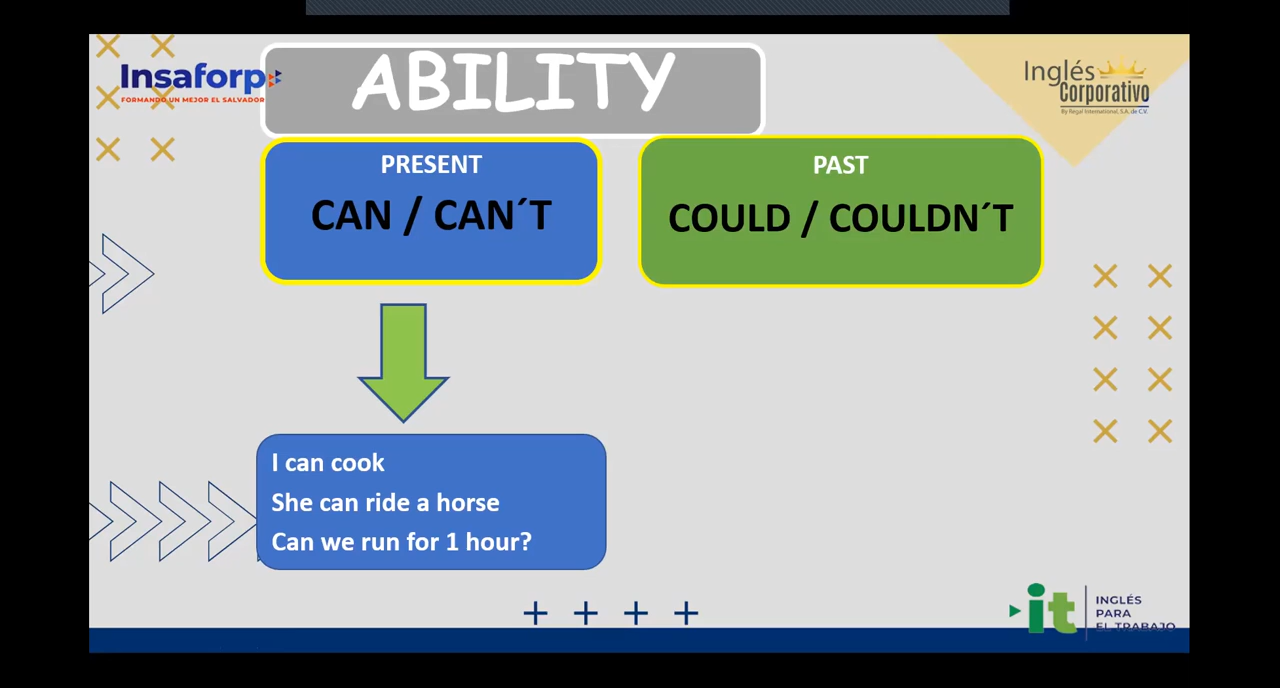 ABILITY
Insaforp
FORMANDO UN MEJOR EL SALVADOR
Inglés
Corporativo
By Regal International, S.A. de C.V.
PRESENT
CAN / CAN´T
PAST
COULD / COULDN´T
I can cook
She can ride a horse
Can we run for 1 hour?
it
INGLÉS
PARA
EL TRABAJO